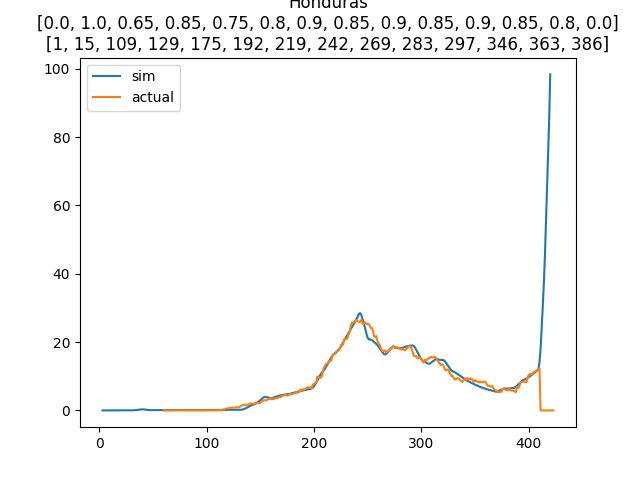 Honduras
[0.0, 1.0, 0.65, 0.85, 0.75, 0.8, 0.9, 0.85, 0.9, 0.85, 0.9, 0.85, 0.8, 0.0]
[1, 15, 109, 129, 175, 192, 219, 242, 269, 283, 297, 346, 363, 386]
sim
actual
100
80
60
40
20
0
0 100 200 300 400